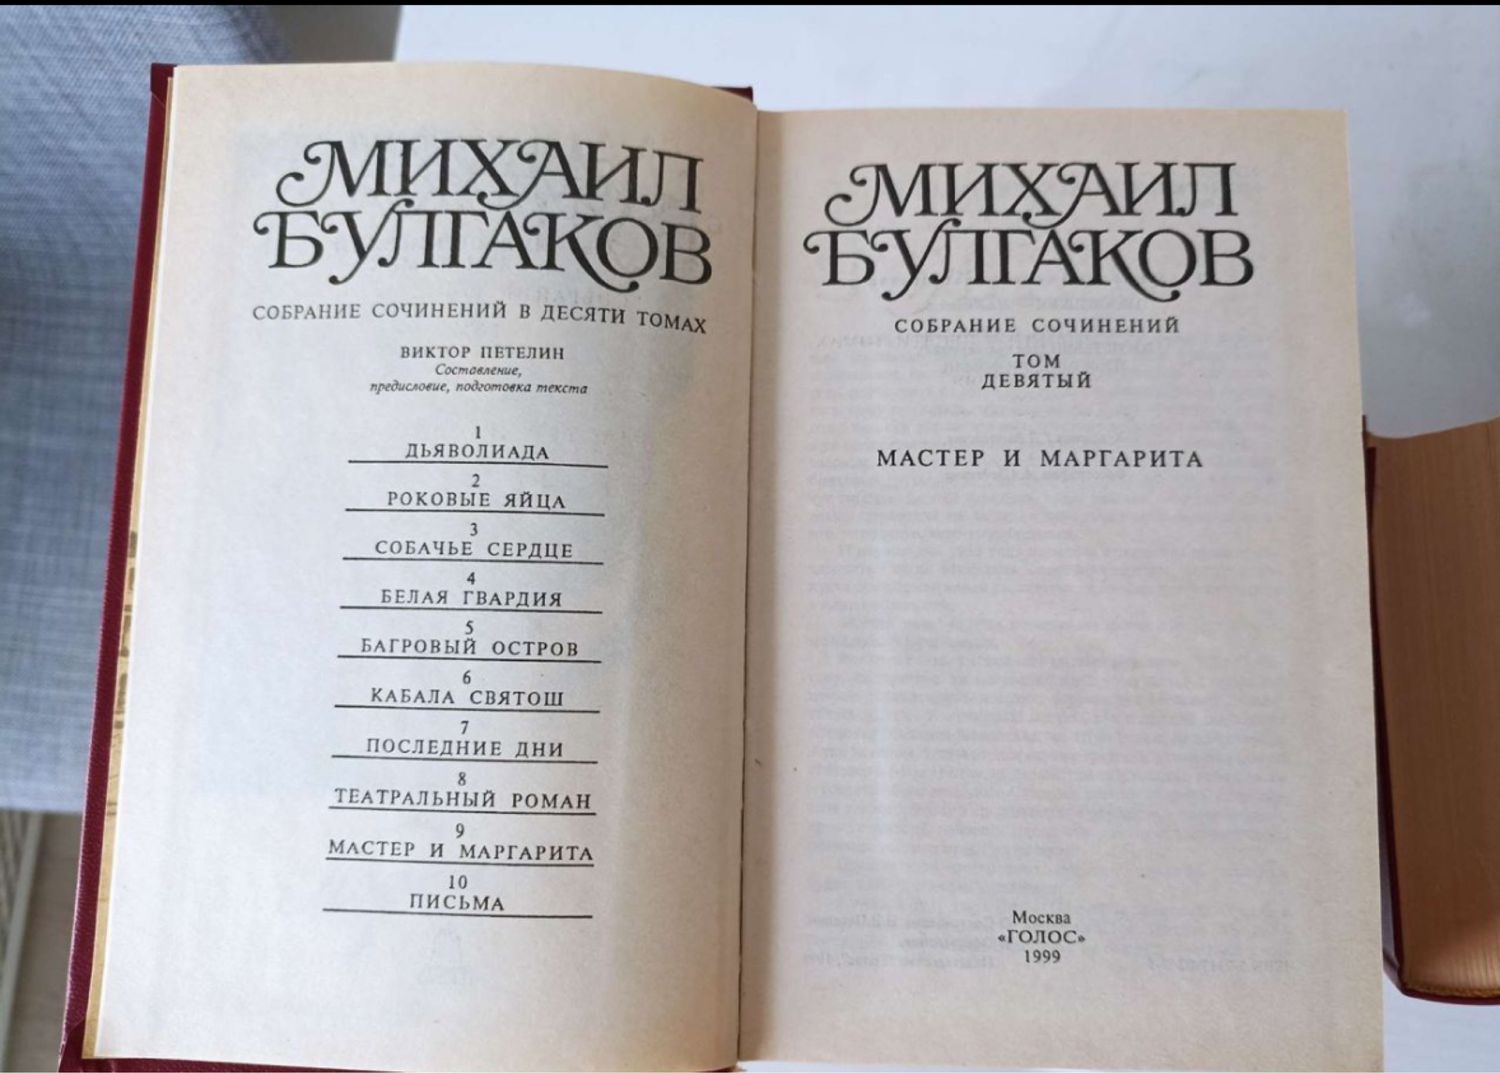 МИХАИЛ
БУЛГАКОВ
СОБРАНИЕ СОЧИНЕНИЙ В ДЕСЯТИ ТОМАХ
ВИКТОР ПЕТЕЛИН
Составление,
предисловие, подготовка текста
1
ДЬЯВОЛИАДА
2
РОКОВЫЕ ЯЙЦА
3
СОБАЧЬЕ СЕРДЦЕ
4
БЕЛАЯ ГВАРДИЯ
5
БАГРОВЫЙ ОСТРОВ
6
КАБАЛА СВЯТОШ
7
ПОСЛЕДНИЕ ДНИ
8
ТЕАТРАЛЬНЫЙ РОМАН
9
МАСТЕР И МАРГАРИТА
10
ПИСЬМА
МИХАИЛ
БУЛГАКОВ
СОБРАНИЕ СОЧИНЕНИЙ
ТОМ
ДЕВЯТЫЙ
МАСТЕР И МАРГАРИТА
Москва
«ГОЛОС»
1999